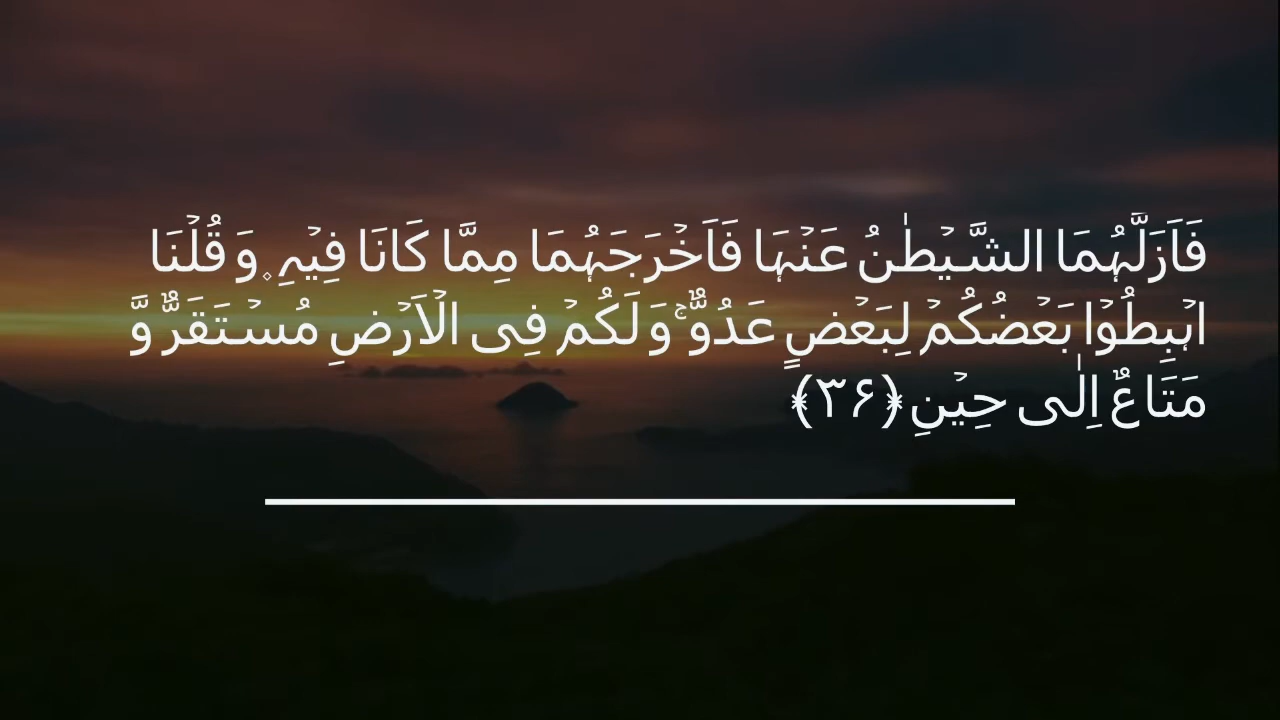 فَاَزَلَّہُمَا الشَّیۡطٰنُ عَنۡہَا فَاَخۡرَجَہُمَا مِمَّا کَانَا فِیۡہِ ۪ وَ قُلۡنَا
اہۡبِطُوۡا بَعۡضُکُمۡ لِبَعۡضٍ عَدُوٌّ ۚ وَ لَکُمۡ فِی الۡاَرۡضِ مُسۡتَقَرٌّ وَّ
مَتَاعٌ اِلٰی حِیۡنٍ ﴿۳۶﴾